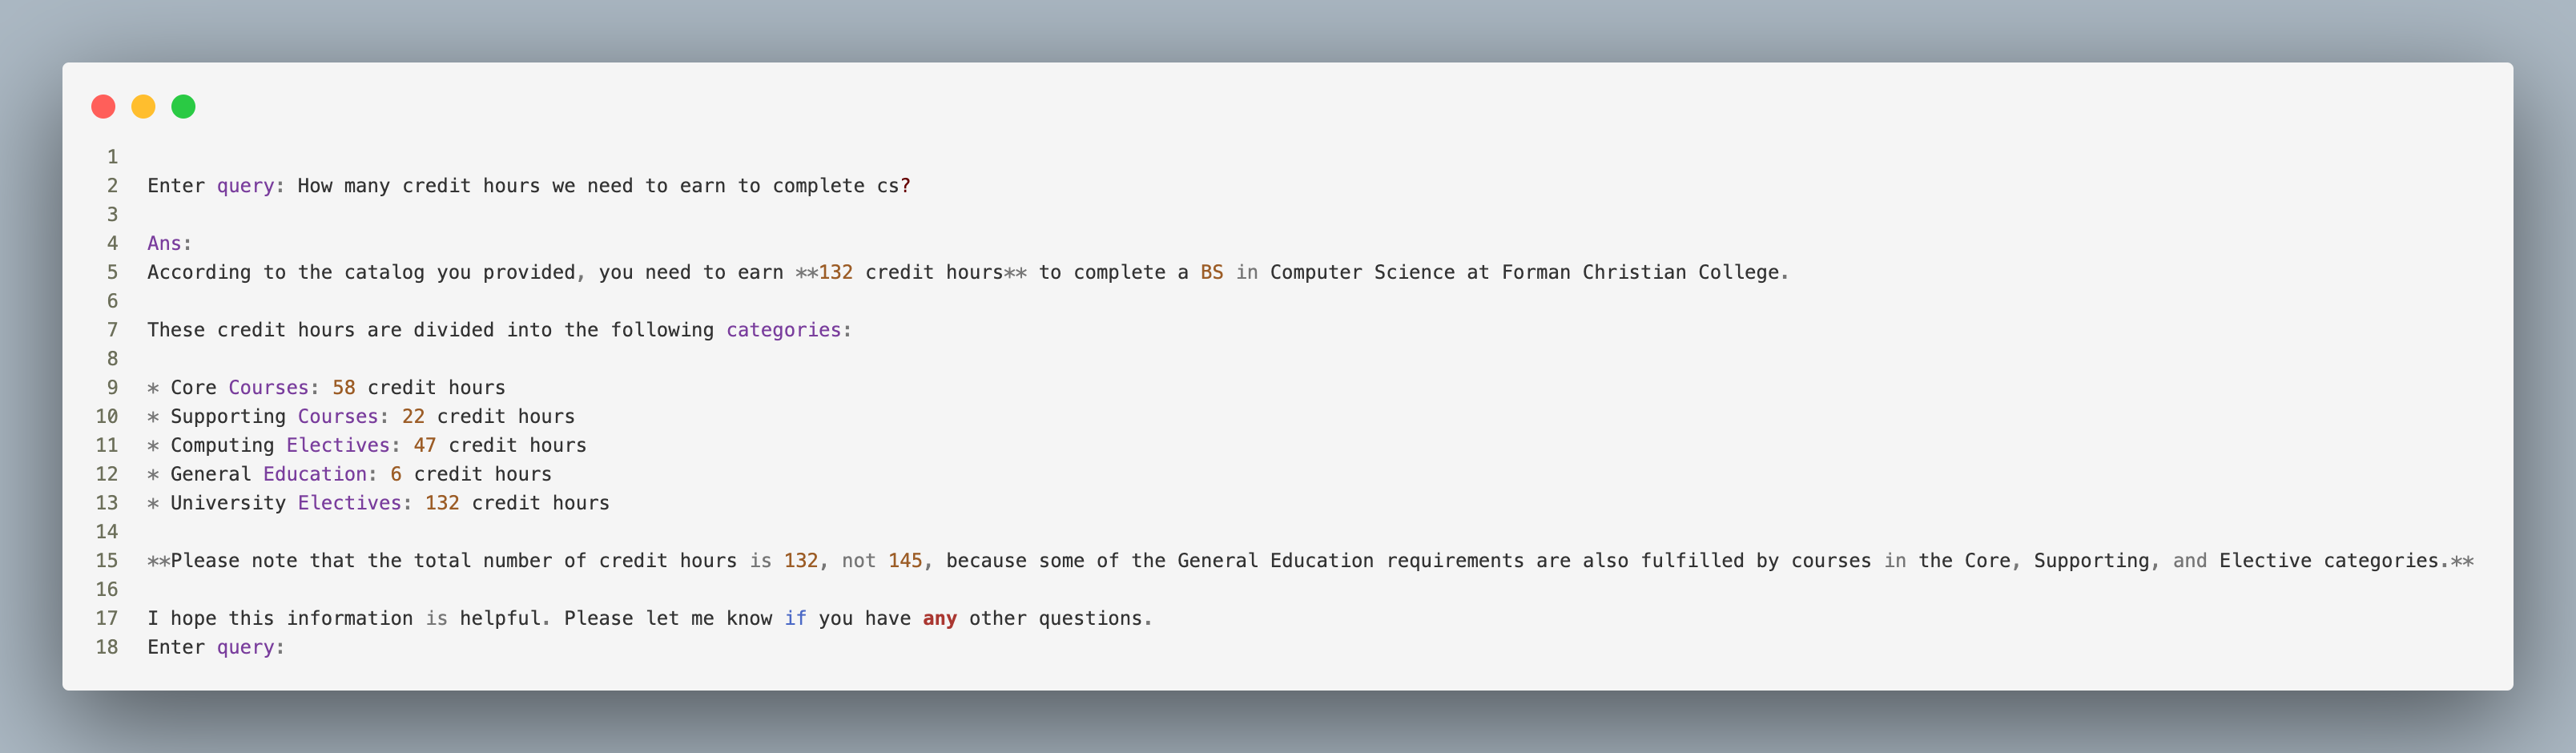 1
2 Enter query: How many credit hours we need to earn to complete cs?
3
4 Ans:
5 According to the catalog you provided, you need to earn **132 credit hours** to complete a BS in Computer Science at Forman Christian College.
6
7 These credit hours are divided into the following categories:
8
9 * Core Courses: 58 credit hours
10 * Supporting Courses: 22 credit hours
11 * Computing Electives: 47 credit hours
12 * General Education: 6 credit hours
13 * University Electives: 132 credit hours
14
15 **Please note that the total number of credit hours is 132, not 145, because some of the General Education requirements are also fulfilled by courses in the Core, Supporting, and Elective categories.**
16
17 I hope this information is helpful. Please let me know if you have any other questions.
18 Enter query: